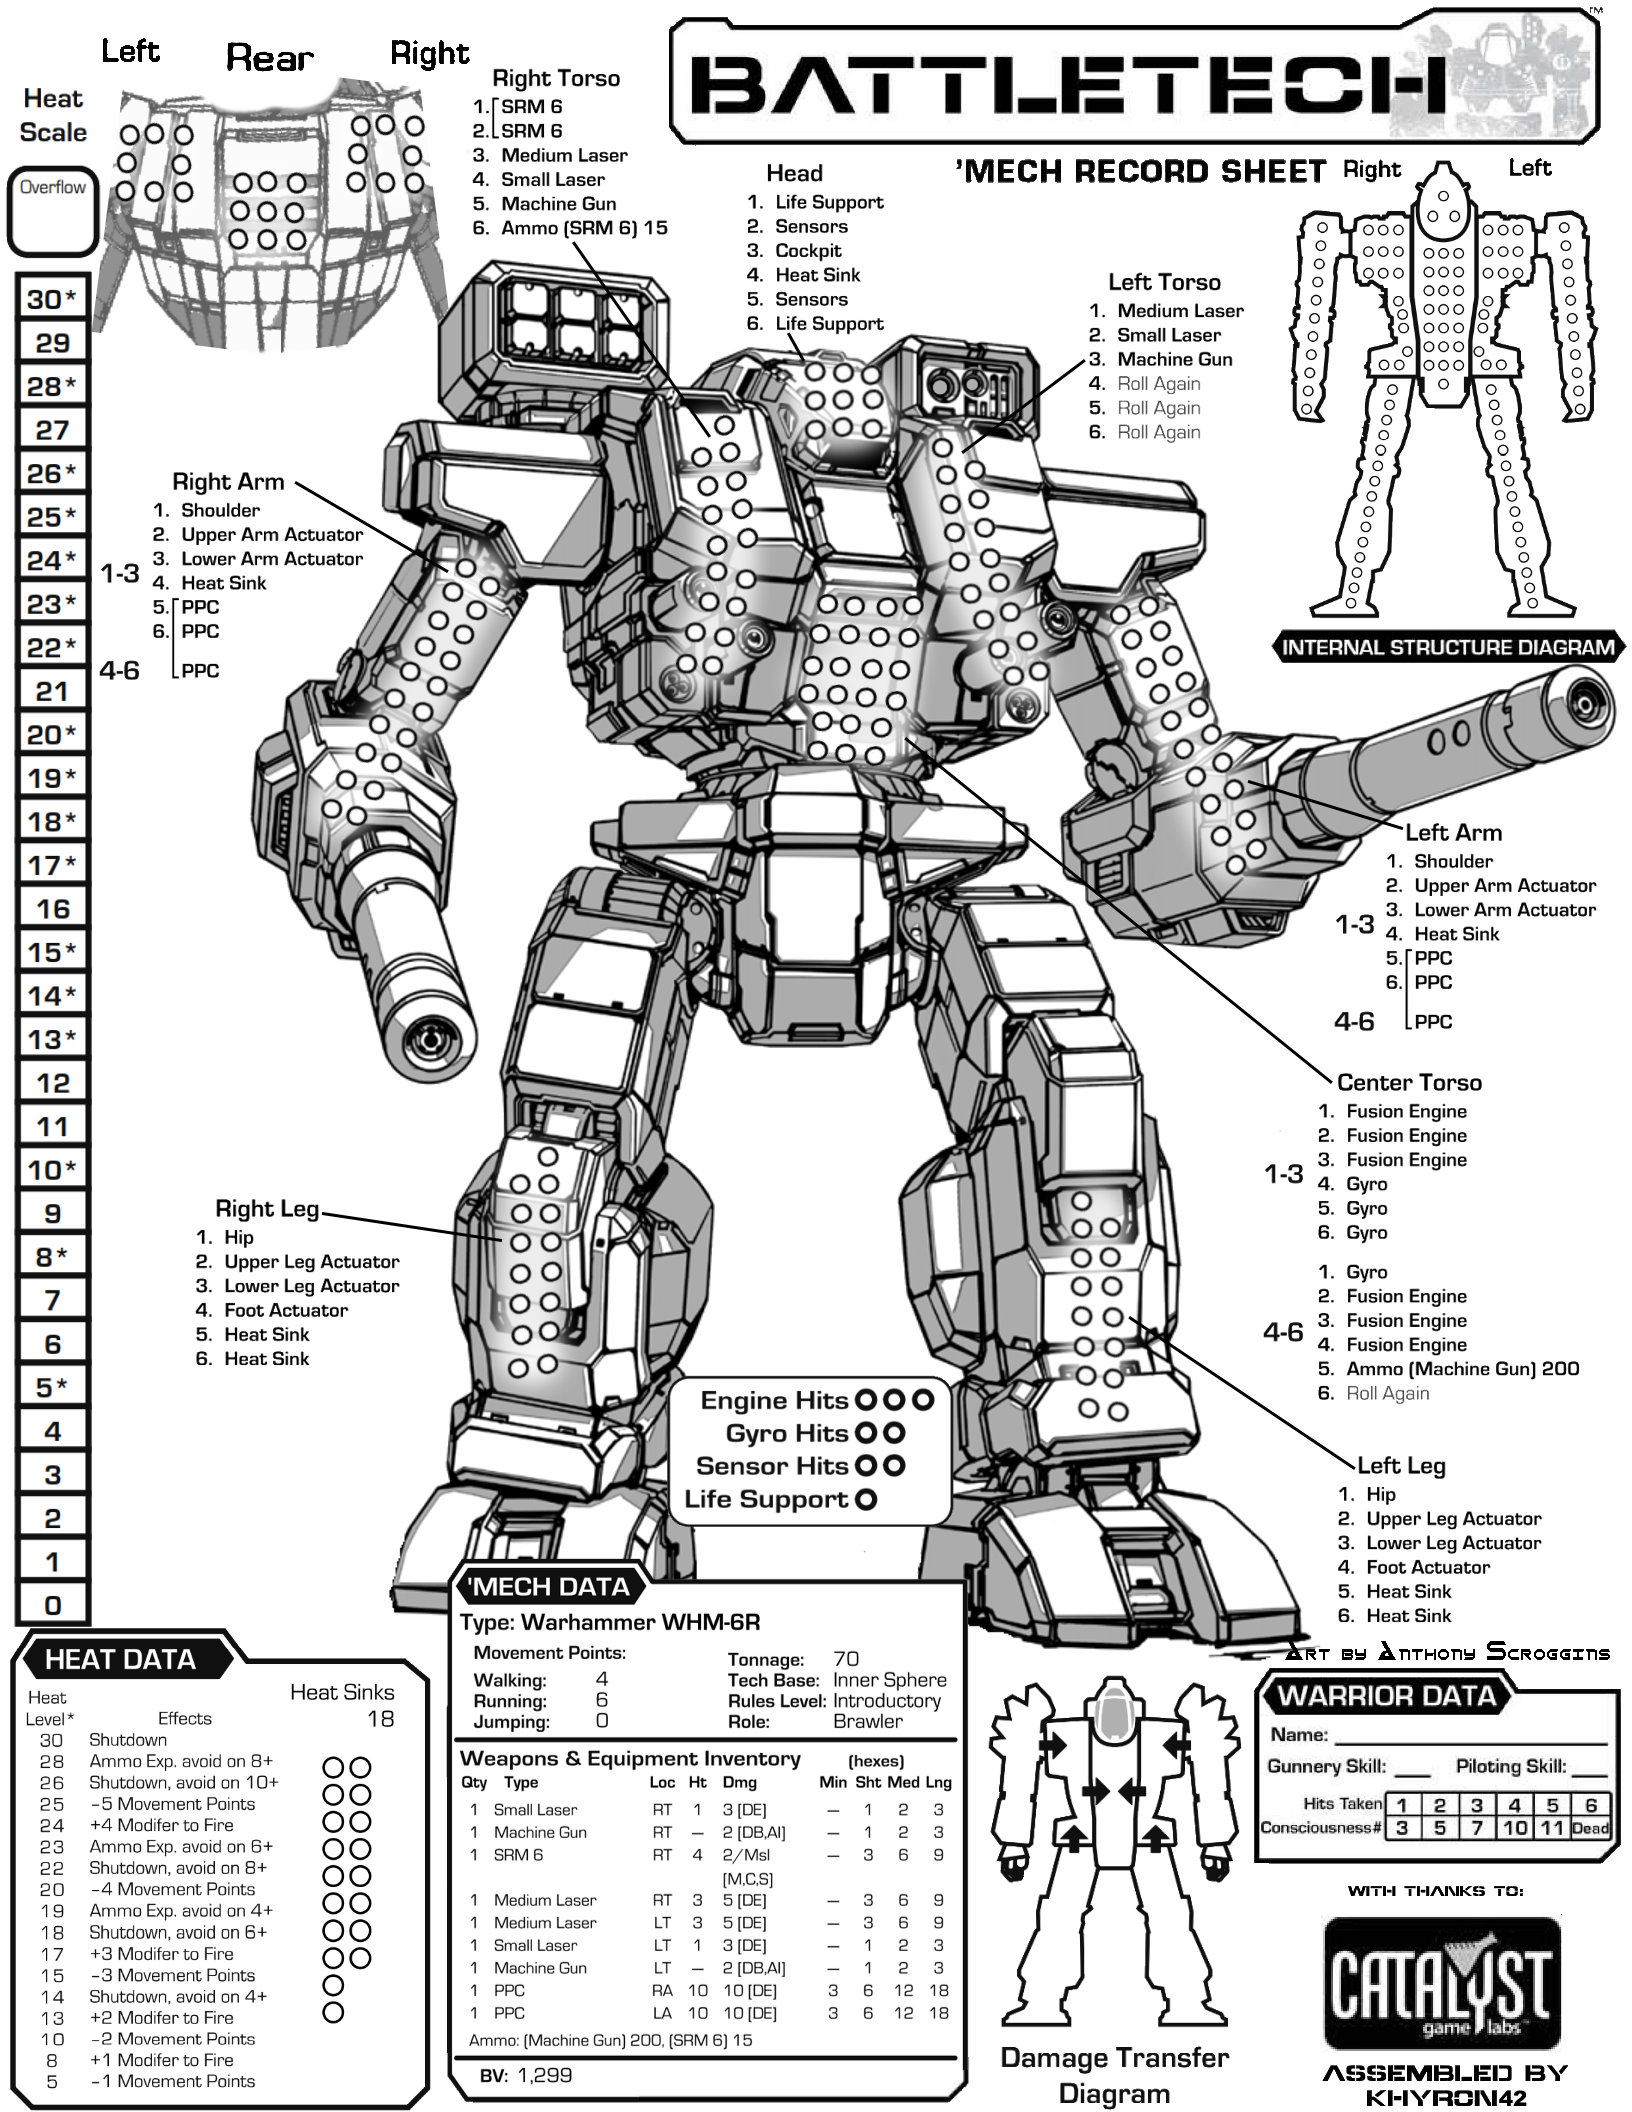 Left Rear Right
Heat
Scale
Overflow
30*
29
28*
27
26*
25*
24*
23*
22*
21
20*
19*
18*
17*
16
15*
14*
13*
12
11
10*
9
8*
7
6
5*
4
3
2
1
0
BATTLETECH
TM
'MECH RECORD SHEET
Right Torso
1. SRM 6
2. SRM 6
3. Medium Laser
4. Small Laser
5. Machine Gun
6. Ammo (SRM 6) 15
Head
1. Life Support
2. Sensors
3. Cockpit
4. Heat Sink
5. Sensors
6. Life Support
Left Torso
1. Medium Laser
2. Small Laser
3. Machine Gun
4. Roll Again
5. Roll Again
6. Roll Again
Right Left
INTERNAL STRUCTURE DIAGRAM
Right Arm
1-3
1. Shoulder
2. Upper Arm Actuator
3. Lower Arm Actuator
4. Heat Sink
5. PPC
6. PPC
4-6 PPC
Left Arm
1-3
1. Shoulder
2. Upper Arm Actuator
3. Lower Arm Actuator
4. Heat Sink
5. PPC
6. PPC
4-6 PPC
Center Torso
1-3
1. Fusion Engine
2. Fusion Engine
3. Fusion Engine
4. Gyro
5. Gyro
6. Gyro
4-6
1. Gyro
2. Fusion Engine
3. Fusion Engine
4. Fusion Engine
5. Ammo (Machine Gun) 200
6. Roll Again
Right Leg
1. Hip
2. Upper Leg Actuator
3. Lower Leg Actuator
4. Foot Actuator
5. Heat Sink
6. Heat Sink
Left Leg
1. Hip
2. Upper Leg Actuator
3. Lower Leg Actuator
4. Foot Actuator
5. Heat Sink
6. Heat Sink
Engine Hits
Gyro Hits
Sensor Hits
Life Support
Art by Anthony Scroggins
HEAT DATA
Heat Sinks
18
Heat
Level* Effects
30 Shutdown
28 Ammo Exp. avoid on 8+
26 Shutdown, avoid on 10+
25 -5 Movement Points
24 +4 Modifer to Fire
23 Ammo Exp. avoid on 6+
22 Shutdown, avoid on 8+
20 -4 Movement Points
19 Ammo Exp. avoid on 4+
18 Shutdown, avoid on 6+
17 +3 Modifer to Fire
15 -3 Movement Points
14 Shutdown, avoid on 4+
13 +2 Modifer to Fire
10 -2 Movement Points
8 +1 Modifer to Fire
5 -1 Movement Points
'MECH DATA
Type: Warhammer WHM-6R
Movement Points:
Walking: 4
Running: 6
Jumping: 0
Tonnage: 70
Tech Base: Inner Sphere
Rules Level: Introductory
Role: Brawler
Weapons & Equipment Inventory (hexes)
Qty Type Loc Ht Dmg Min Sht Med Lng
1 Small Laser RT 1 3 [DE] — 1 2 3
1 Machine Gun RT — 2 [DB,AI] — 1 2 3
1 SRM 6 RT 4 2/Msl — 3 6 9
[M,C,S]
1 Medium Laser RT 3 5 [DE] — 3 6 9
1 Medium Laser LT 3 5 [DE] — 3 6 9
1 Small Laser LT 1 3 [DE] — 1 2 3
1 Machine Gun LT — 2 [DB,AI] — 1 2 3
1 PPC RA 10 10 [DE] 3 6 12 18
1 PPC LA 10 10 [DE] 3 6 12 18
Ammo: (Machine Gun) 200, (SRM 6) 15
BV: 1,299
Damage Transfer
Diagram
WARRIOR DATA
Name:
Gunnery Skill: Piloting Skill:
Hits Taken 1 2 3 4 5 6
Consciousness# 3 5 7 10 11 Dead
WITH THANKS TO:
CATALYST
game labs
ASSEMBLED BY
KHYRON42